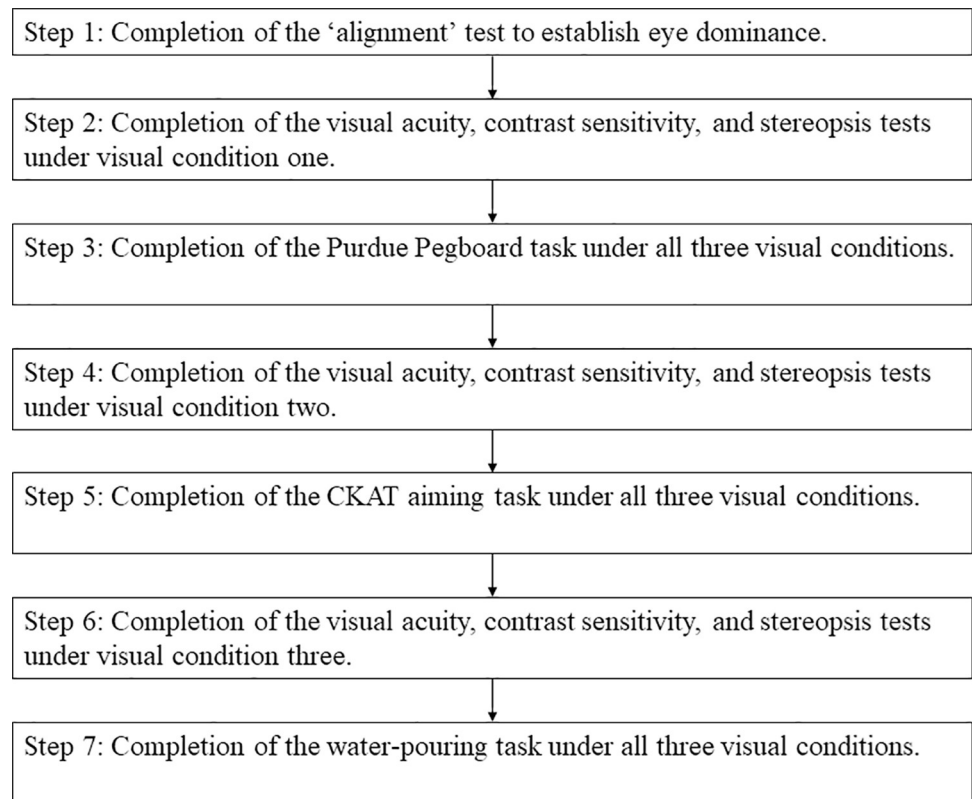 Step 1: Completion of the ‘alignment’ test to establish eye dominance.
Step 2: Completion of the visual acuity, contrast sensitivity, and stereopsis tests
under visual condition one.
Step 3: Completion of the Purdue Pegboard task under all three visual conditions.
Step 4: Completion of the visual acuity, contrast sensitivity, and stereopsis tests
under visual condition two.
Step 5: Completion of the CKAT aiming task under all three visual conditions.
Step 6: Completion of the visual acuity, contrast sensitivity, and stereopsis tests
under visual condition three.
Step 7: Completion of the water-pouring task under all three visual conditions.